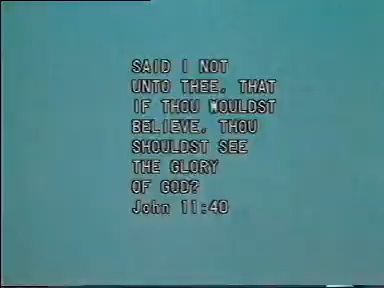 SAID I NOT
UNTO THEE, THAT
IF THOU WOULDST
BELIEVE, THOU
SHOULDST SEE
THE GLORY
OF GOD?
John 11:40